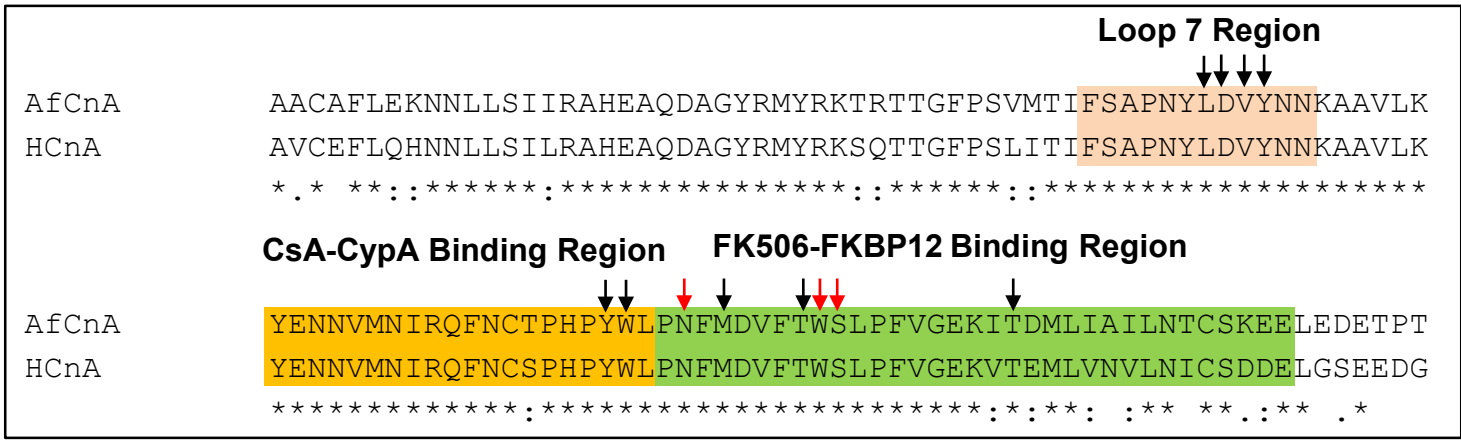 Loop 7 Region
AfCnA AACAFLEKNNLLSIIRAHEAQDAGYRMYRKTRTTGFPSVMTIFSAPNYLDVYNNKAAVLK
HCnA AVCEFLQHNNLLSILRAHEAQDAGYRMYRKSQTTGFPSLITIFSAPNYLDVYNNKAAVLK
*.* **::******:***************::******::********************
CsA-CypA Binding Region FK506-FKBP12 Binding Region
AfCnA YENNVMNIRQFNCTPHPYWLPNFMDVFTWSLPFVGEKITDMLIAILNTCSKEELEDETPT
HCnA YENNVMNIRQFNCSPHPYWLPNFMDVFTWSLPFVGEKVTEMLVNVLNICSDDELGSEEDG
*************:***********************:*:**: :** **.:** .*